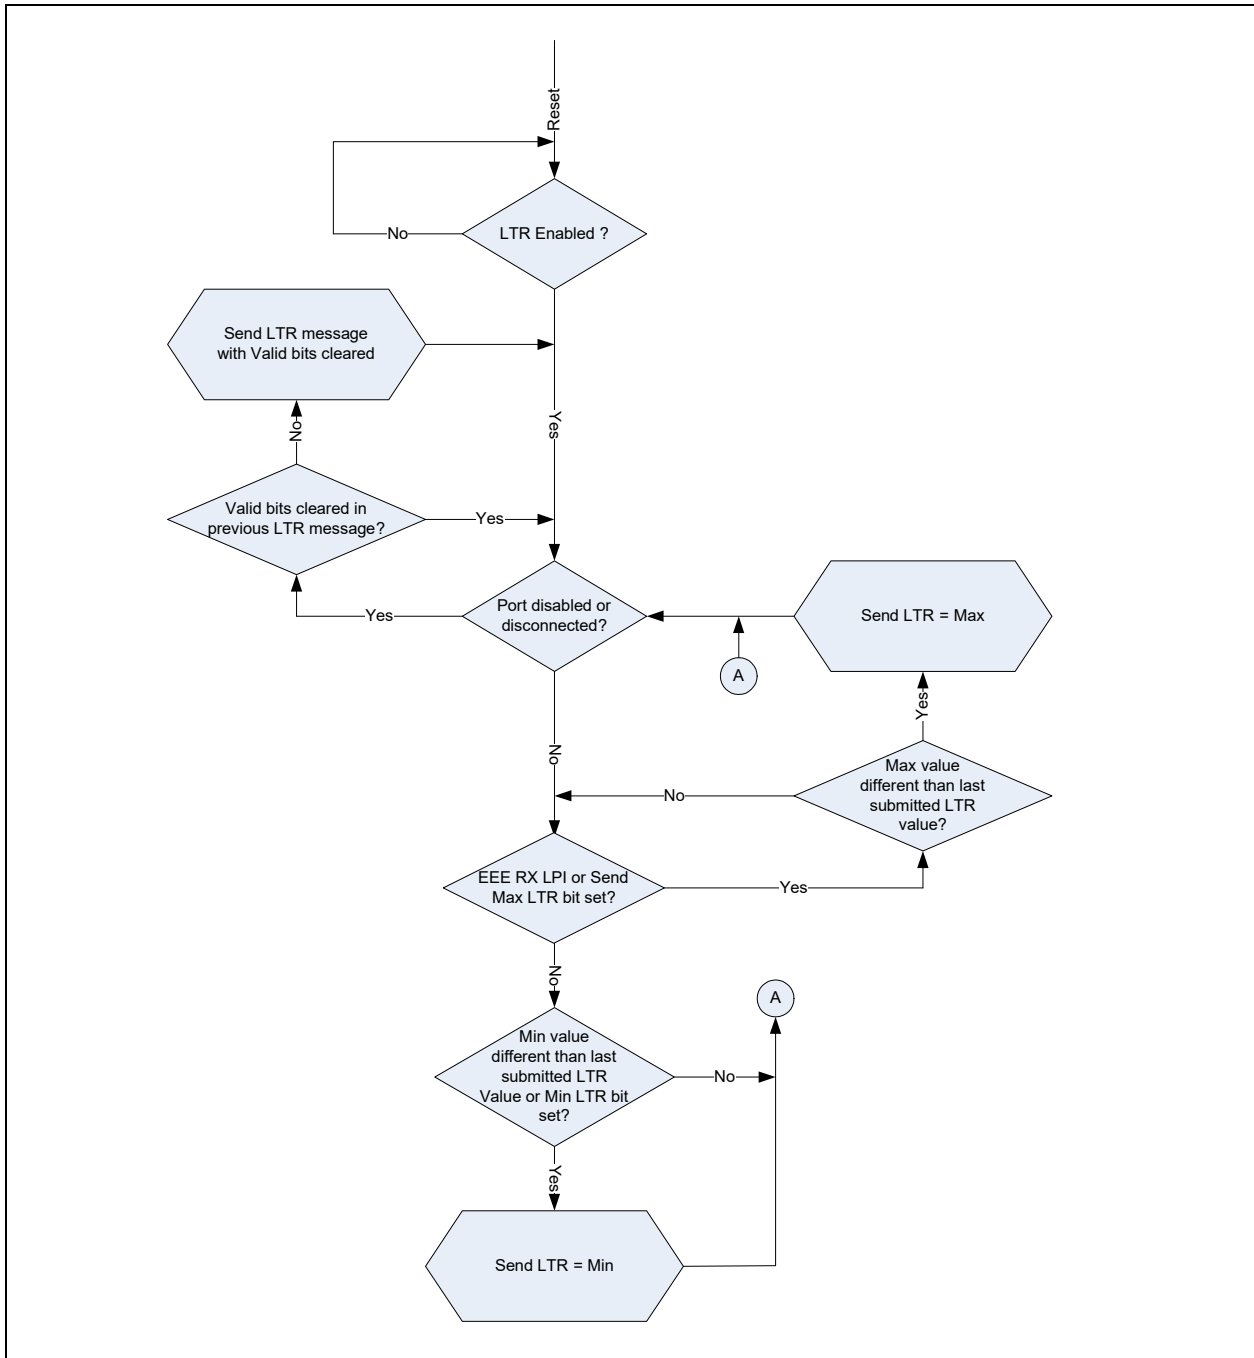 Reset
LTR Enabled ?
No
Send LTR message
with Valid bits cleared
Yes
No
Valid bits cleared in
previous LTR message?
Yes
Port disabled or
disconnected?
Yes
Send LTR = Max
A
Yes
No
Max value
different than last
submitted LTR
value?
No
EEE RX LPI or Send
Max LTR bit set?
Yes
No
A
Min value
different than last
submitted LTR
Value or Min LTR bit
set?
No
Yes
Send LTR = Min